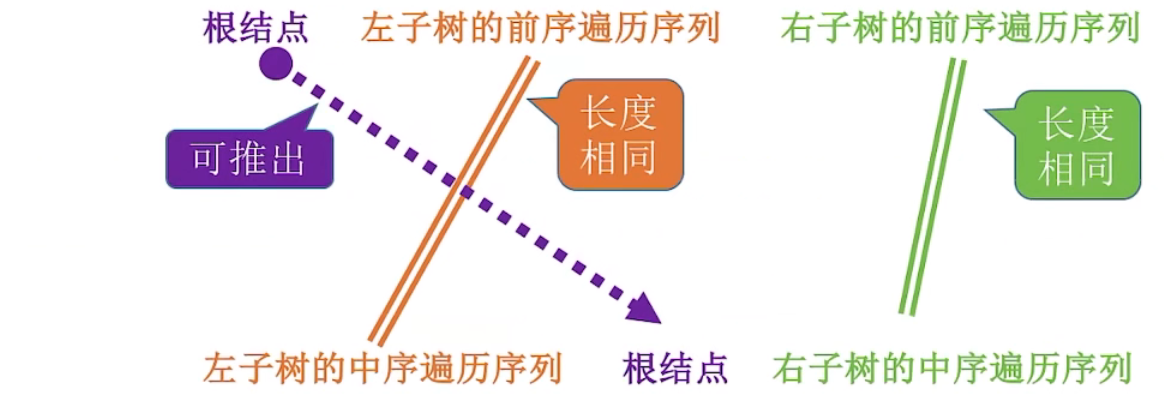 根结点 左子树的前序遍历序列 右子树的前序遍历序列
可推出
长度
相同
长度
相同
左子树的中序遍历序列 根结点 右子树的中序遍历序列